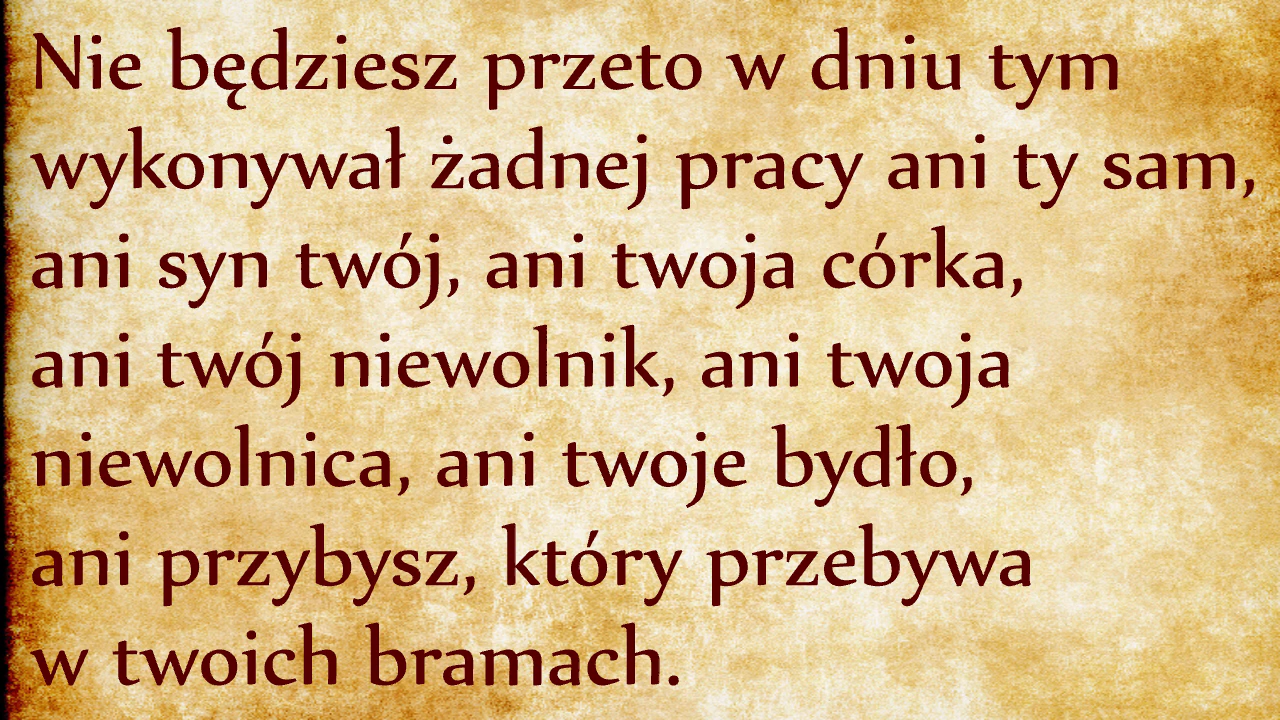 Nie będziesz przeto w dniu tym
wykonywał żadnej pracy ani ty sam,
ani syn twój, ani twoja córka,
ani twój niewolnik, ani twoja
niewolnica, ani twoje bydło,
ani przybysz, który przebywa
w twoich bramach.